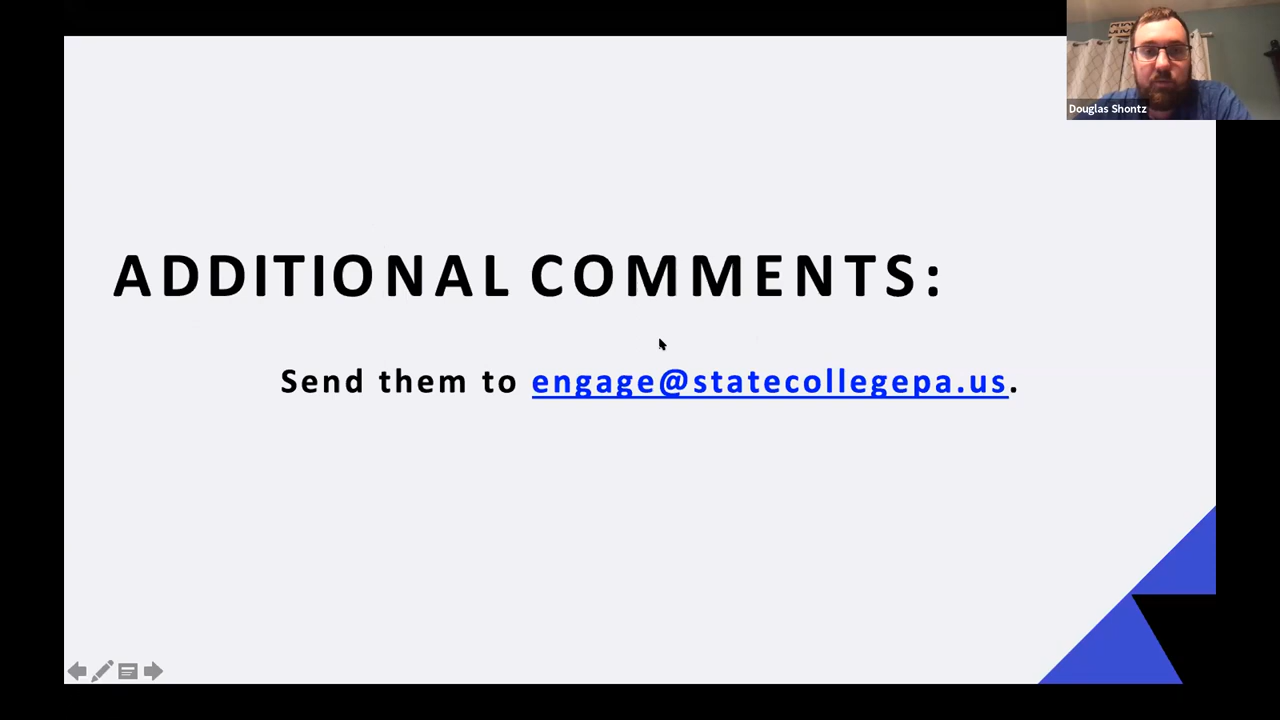 Douglas Shontz
ADDITIONAL COMMENTS:
Send them to engage@statecollegepa.us.